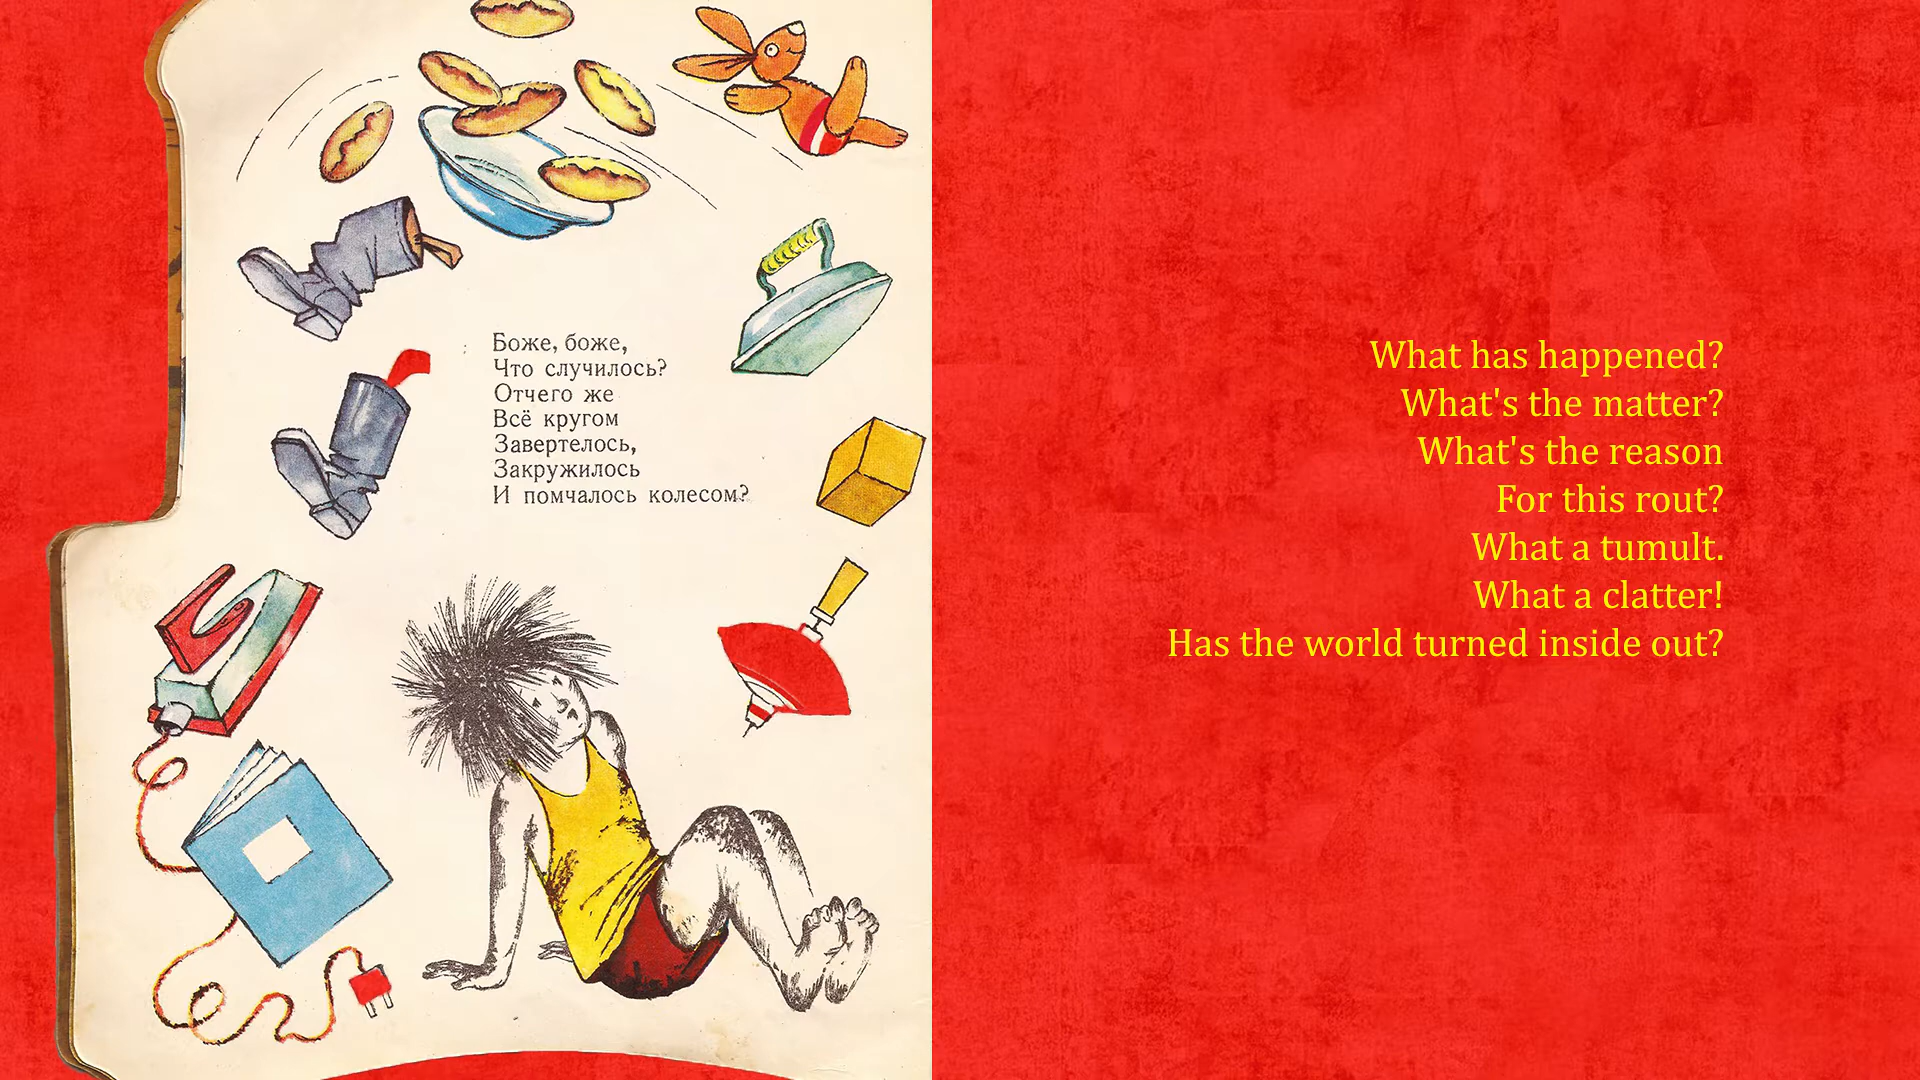 Боже, боже,
Что случилось?
Отчего же
Всё кругом
Завертелось,
Закружилось
И помчалось колесом?
What has happened?
What's the matter?
What's the reason
For this rout?
What a tumult.
What a clatter!
Has the world turned inside out?